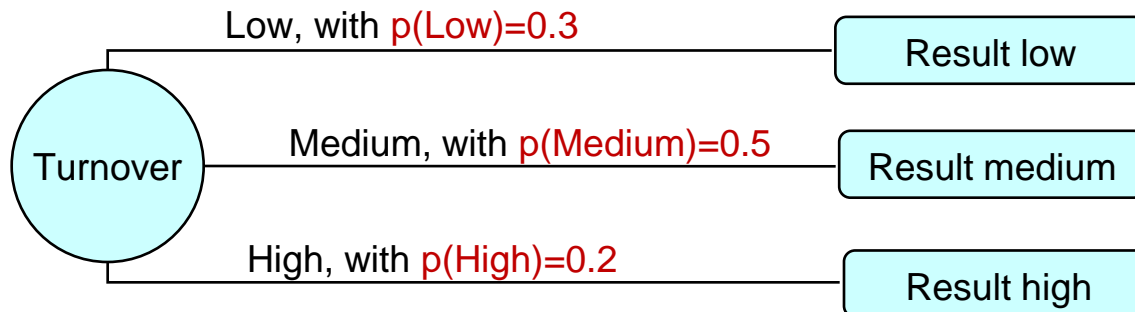 Low, with p(Low)=0.3
Result low
Turnover
Medium, with p(Medium)=0.5
Result medium
High, with p(High)=0.2
Result high